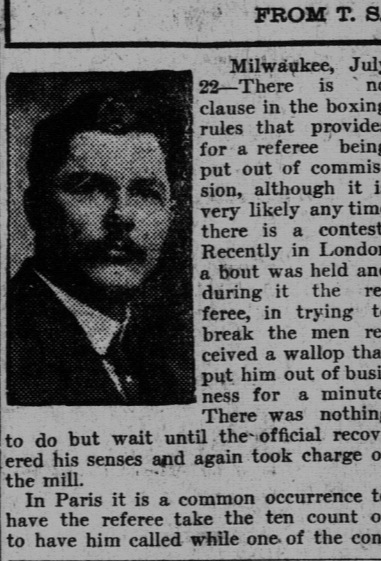 FROM T. S.
Milwaukee, July
22—There is no
clause in the boxing
rules that provides
for a referee being
put out of commis-
sion, although it i
very likely any time
there is a contest
Recently in London
a bout was held and
during it the re-
feree, in trying to
break the men re-
ceived a wallop that
put him out of busi-
ness for a minute
There was nothing
to do but wait until the official recov-
ered his senses and again took charge o
the mill.
In Paris it is a common occurrence to
have the referee take the ten count o
to have him called while one of the con